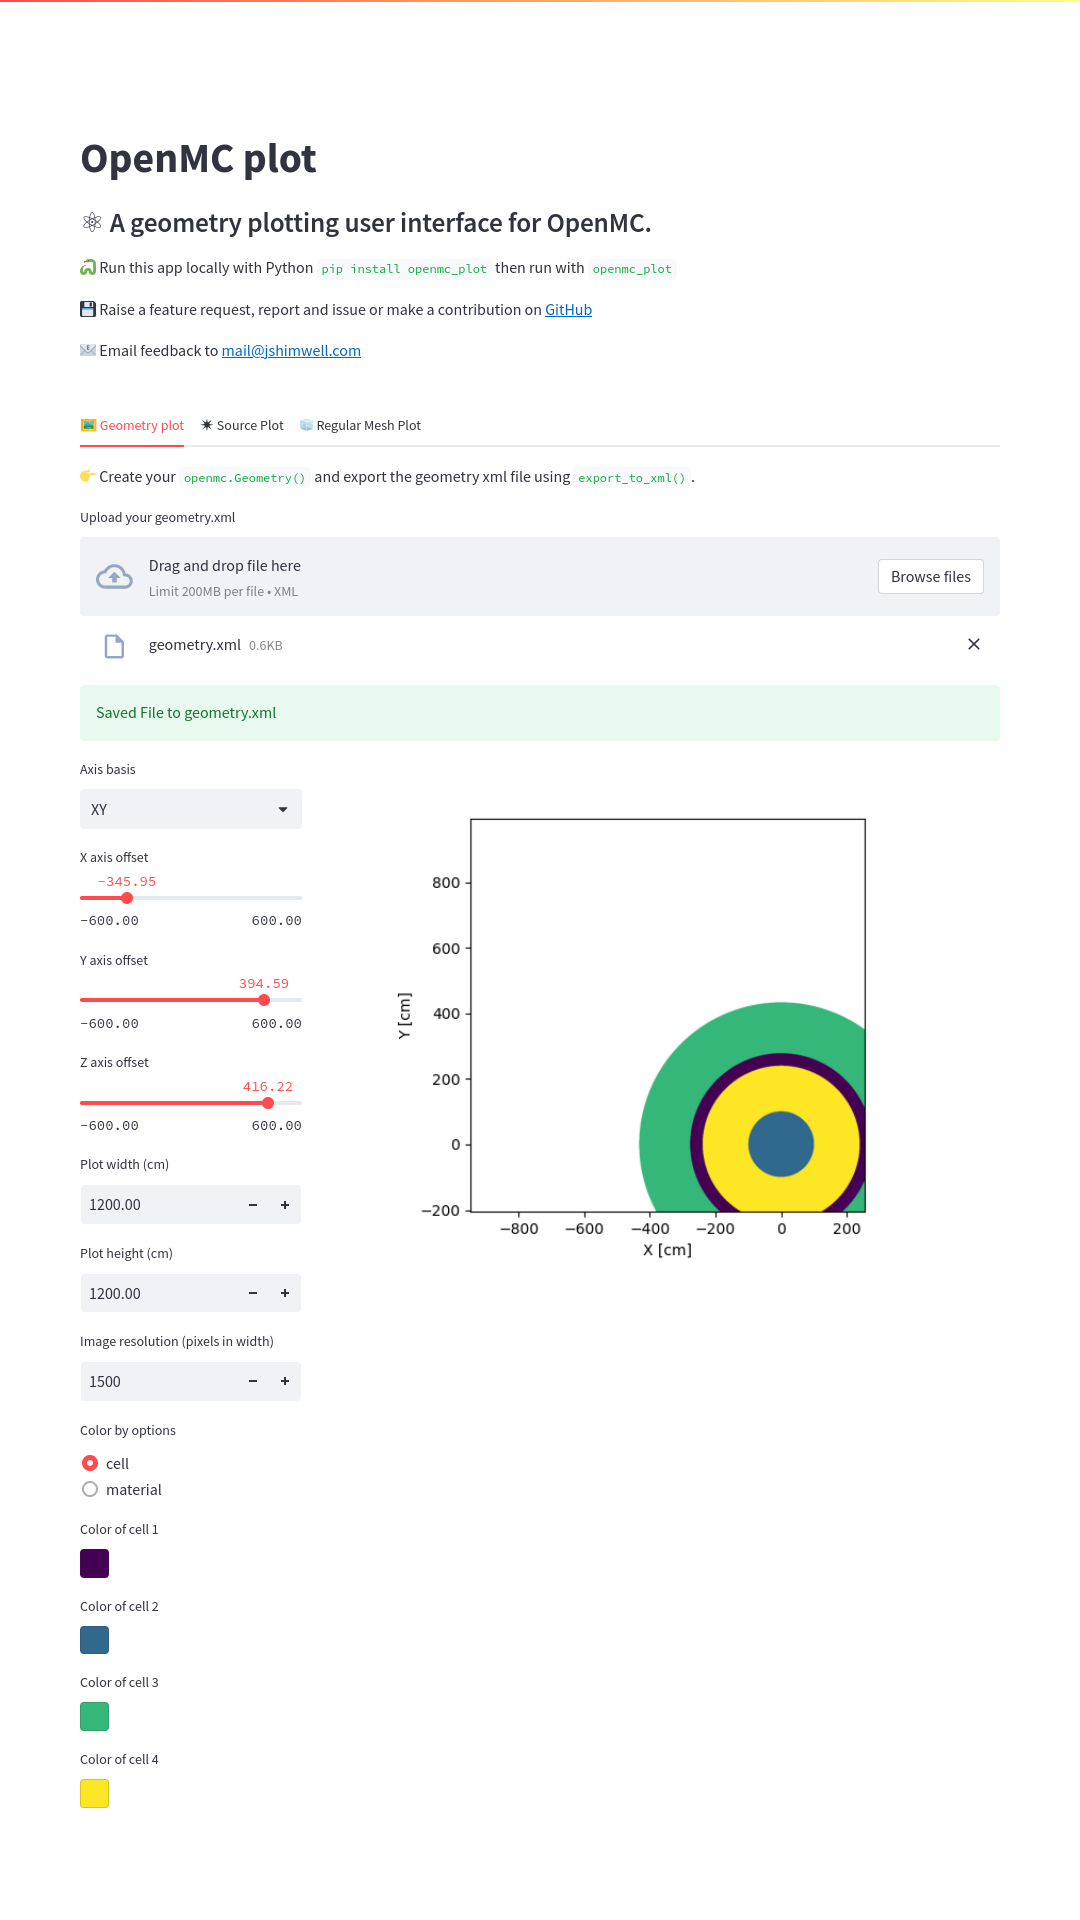 OpenMC plot
⚛ A geometry plotting user interface for OpenMC.
🐍 Run this app locally with Python pip install openmc_plot then run with openmc_plot
💾 Raise a feature request, report and issue or make a contribution on GitHub
📧 Email feedback to mail@jshimwell.com
🖼️ Geometry plot ✷ Source Plot 🧊 Regular Mesh Plot
👉 Create your openmc.Geometry() and export the geometry xml file using export_to_xml() .
Upload your geometry.xml
Drag and drop file here
Limit 200MB per file • XML
Browse files
geometry.xml 0.6KB
Saved File to geometry.xml
Axis basis
XY
X axis offset
−345.95
−600.00 600.00
Y axis offset
394.59
−600.00 600.00
Z axis offset
416.22
−600.00 600.00
Plot width (cm)
1200.00
Plot height (cm)
1200.00
Image resolution (pixels in width)
1500
Color by options
cell
material
Color of cell 1
Color of cell 2
Color of cell 3
Color of cell 4
Y [cm]
800
600
400
200
0
−200
−800 −600 −400 −200 0 200
X [cm]